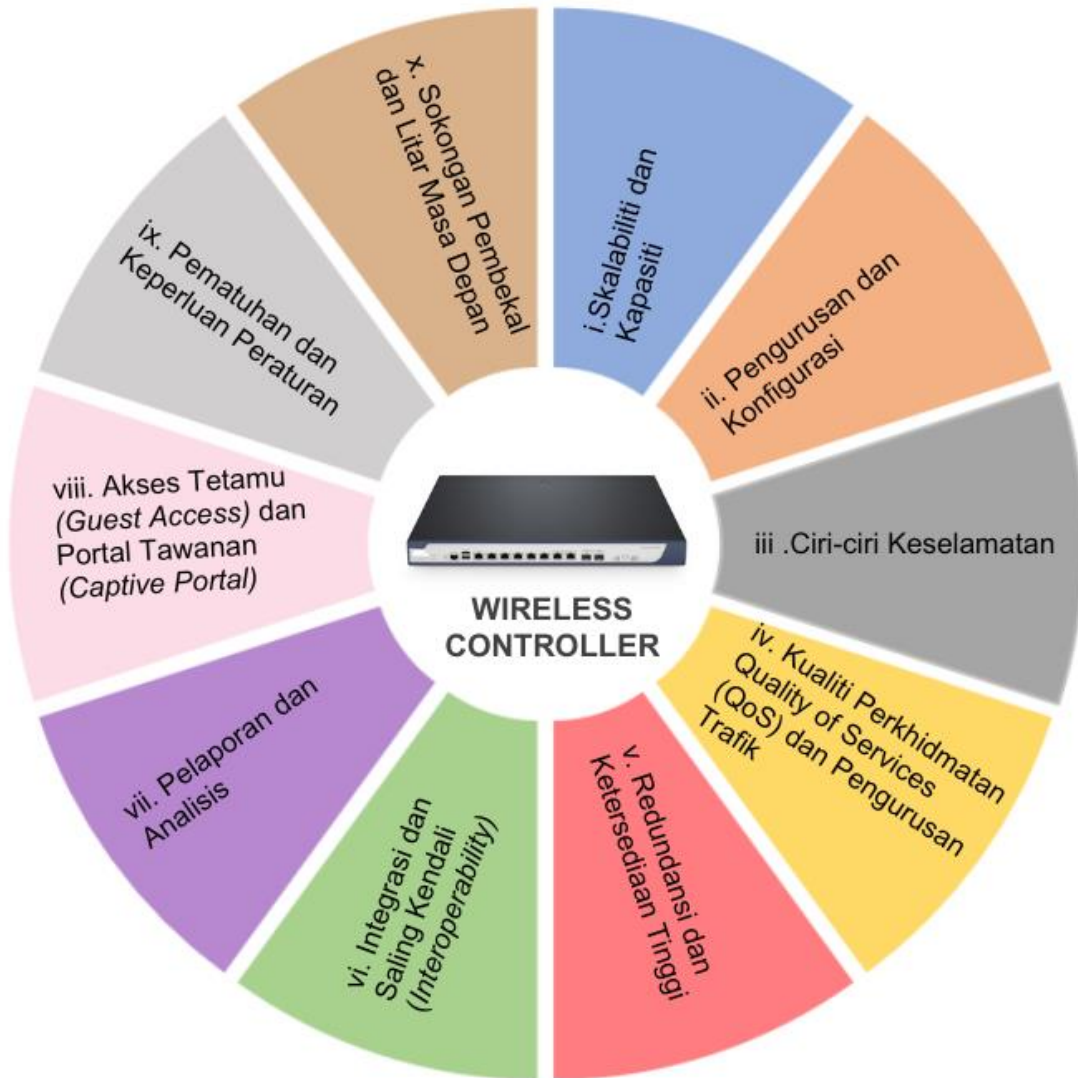 i.Skalabiliti dan
Kapasiti
ii. Pengurusan dan
Konfigurasi
iii .Ciri-ciri Keselamatan
iv. Kualiti Perkhidmatan
Quality of Services
(QoS) dan Pengurusan
Trafik
v. Redundansi dan
Ketersediaan Tinggi
vi. Integrasi dan
Saling Kendali
(Interoperability)
vii. Pelaporan dan
Analisis
viii. Akses Tetamu
(Guest Access) dan
Portal Tawanan
(Captive Portal)
ix. Pematuhan dan
Keperluan Peraturan
x. Sokongan Pembekal
dan Litar Masa Depan
WIRELESS
CONTROLLER